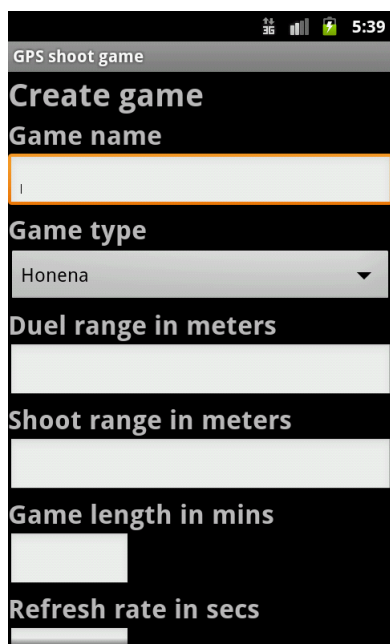 3G 5:39
GPS shoot game
Create game
Game name
Game type
Honena
Duel range in meters
Shoot range in meters
Game length in mins
Refresh rate in secs